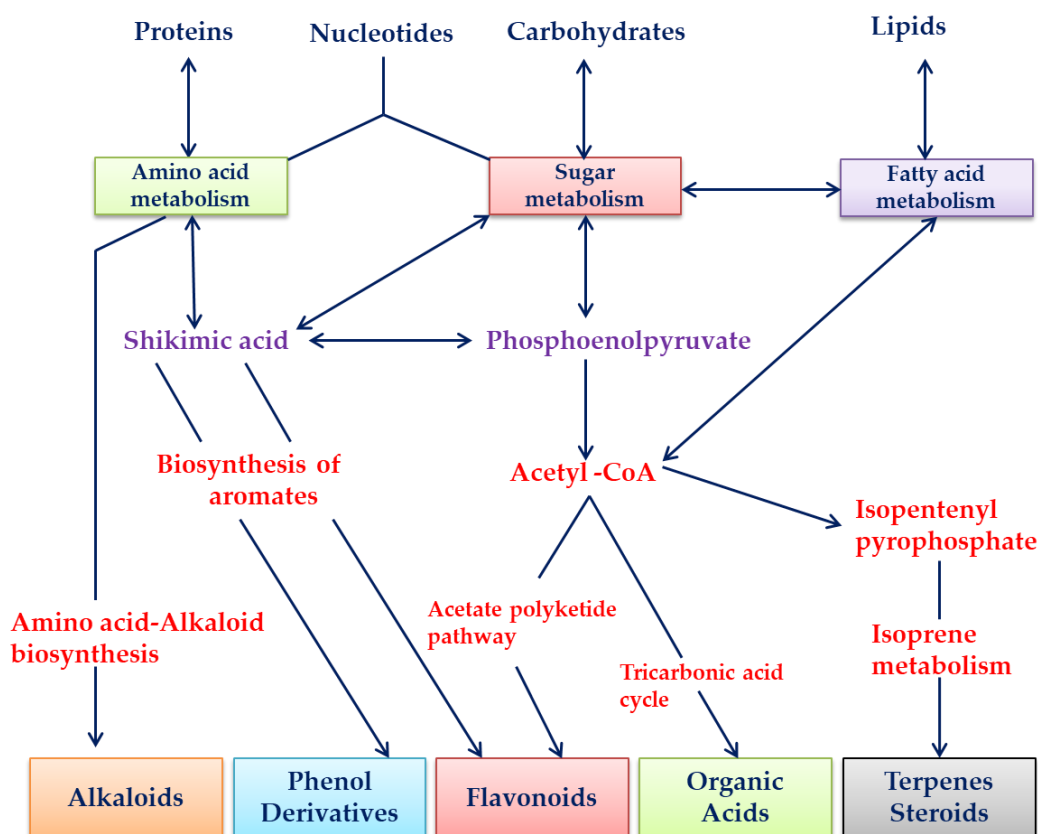 Proteins
Nucleotides
Carbohydrates
Lipids
Amino acid
metabolism
Sugar
metabolism
Fatty acid
metabolism
Shikimic acid
Phosphoenolpyruvate
Biosynthesis of
aromates
Acetyl -CoA
Isopentenyl
pyrophosphate
Amino acid-Alkaloid
biosynthesis
Acetate polyketide
pathway
Isoprene
metabolism
Tricarbonic acid
cycle
Alkaloids
Phenol
Derivatives
Flavonoids
Organic
Acids
Terpenes
Steroids